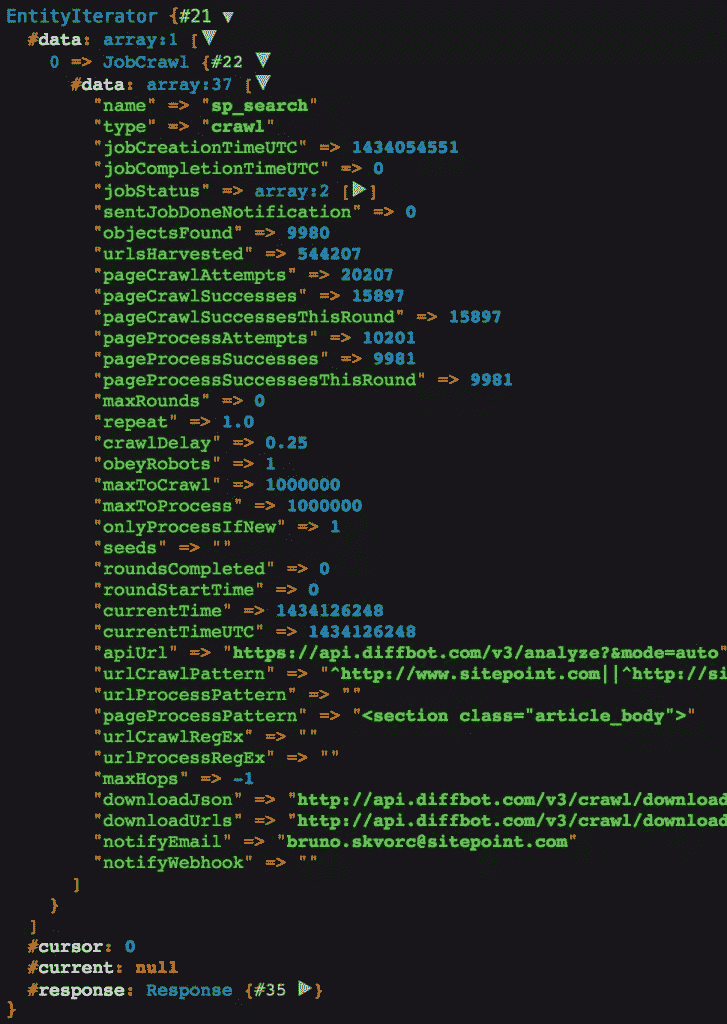 EntityIterator {#21 ▼
#data: array:1 [▼
0 => JobCrawl {#22 ▼
#data: array:37 [▼
"name" => "sp_search"
"type" => "crawl"
"jobCreationTimeUTC" => 1434054551
"jobCompletionTimeUTC" => 0
"jobStatus" => array:2 [▶]
"sentJobDoneNotification" => 0
"objectsFound" => 9980
"urlsHarvested" => 544207
"pageCrawlAttempts" => 20207
"pageCrawlSuccesses" => 15897
"pageCrawlSuccessesThisRound" => 15897
"pageProcessAttempts" => 10201
"pageProcessSuccesses" => 9981
"pageProcessSuccessesThisRound" => 9981
"maxRounds" => 0
"repeat" => 1.0
"crawlDelay" => 0.25
"obeyRobots" => 1
"maxToCrawl" => 1000000
"maxToProcess" => 1000000
"onlyProcessIfNew" => 1
"seeds" => ""
"roundsCompleted" => 0
"roundStartTime" => 0
"currentTime" => 1434126248
"currentTimeUTC" => 1434126248
"apiUrl" => "https://api.diffbot.com/v3/analyze?&mode=auto"
"urlCrawlPattern" => "^http://www.sitepoint.com||^http://si
"urlProcessPattern" => ""
"pageProcessPattern" => "<section class="article_body">"
"urlCrawlRegEx" => ""
"urlProcessRegEx" => ""
"maxHops" => -1
"downloadJson" => "http://api.diffbot.com/v3/crawl/download
"downloadUrls" => "http://api.diffbot.com/v3/crawl/download
"notifyEmail" => "bruno.skvorc@sitepoint.com"
"notifyWebhook" => ""
]
}
]
#cursor: 0
#current: null
#response: Response {#35 ▶}
}